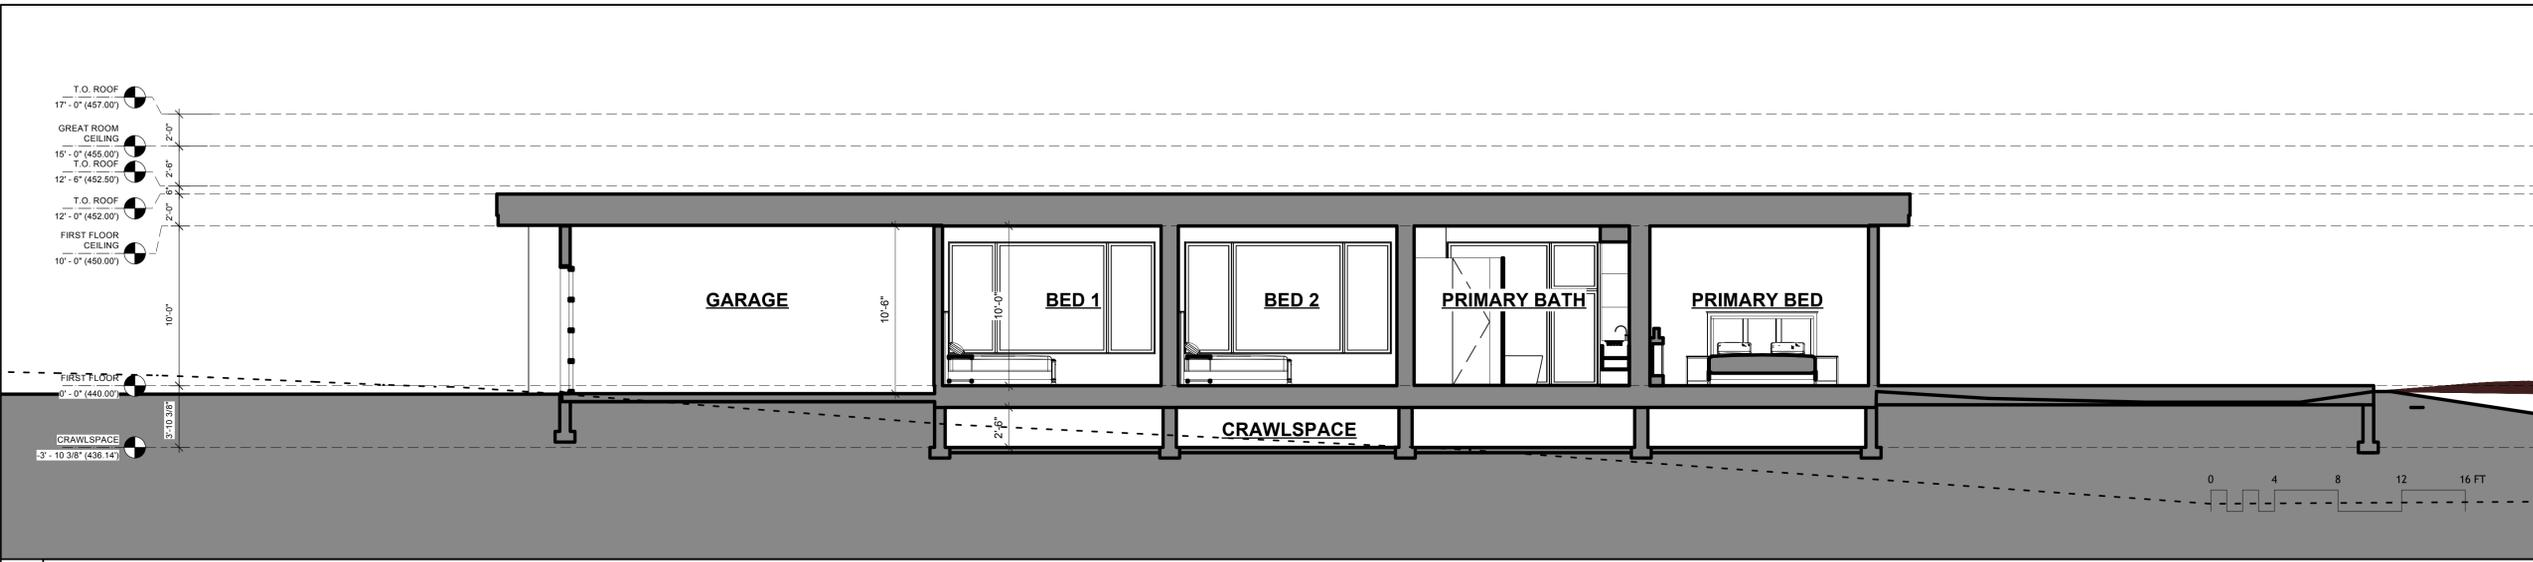 T.O. ROOF
17' - 0" (457.00')
GREAT ROOM
CEILING
15' - 0" (455.00')
T.O. ROOF
12' - 6" (452.50')
T.O. ROOF
12' - 0" (452.00')
FIRST FLOOR
CEILING
10' - 0" (450.00')
FIRST FLOOR
0' - 0" (440.00')
CRAWLSPACE
-3' - 10 3/8" (436.14')
2'-0"
2'-6"
6"
2'-0"
10'-0"
3'-10 3/8"
GARAGE
10'-6"
10'-0"
BED 1
BED 2
PRIMARY BATH
PRIMARY BED
2'-6"
CRAWLSPACE
0 4 8 12 16 FT